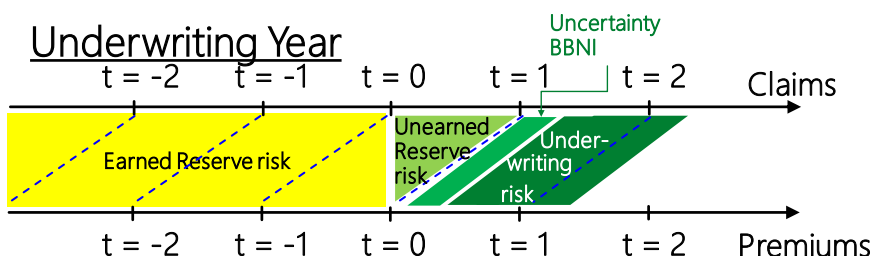 Uncertainty
BBNI
Underwriting Year
t = -2 t = -1 t = 0 t = 1 t = 2 Claims
Earned Reserve risk
Unearned
Reserve
risk
Under-
writing
risk
t = -2 t = -1 t = 0 t = 1 t = 2 Premiums